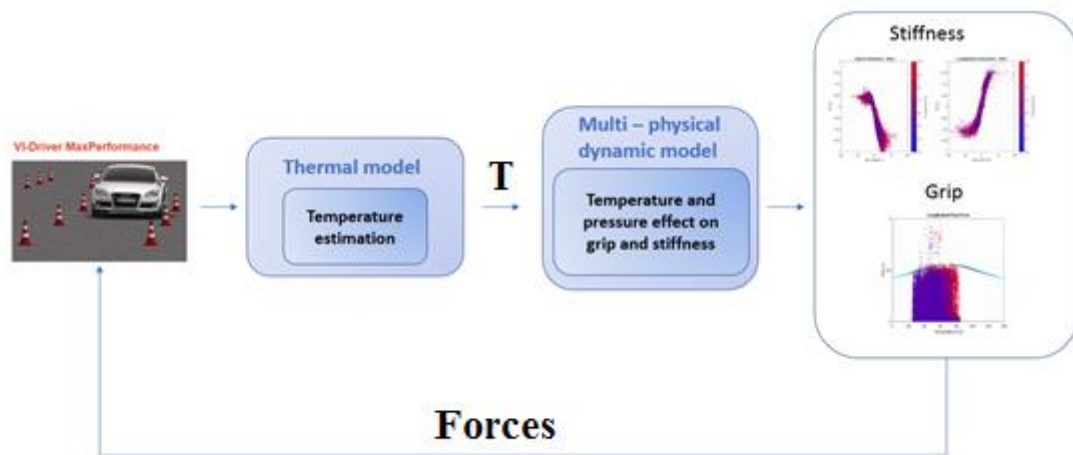 VI-Driver MaxPerformance
Thermal model
Temperature
estimation
T
Multi – physical
dynamic model
Temperature and
pressure effect on
grip and stiffness
Stiffness
Grip
Forces